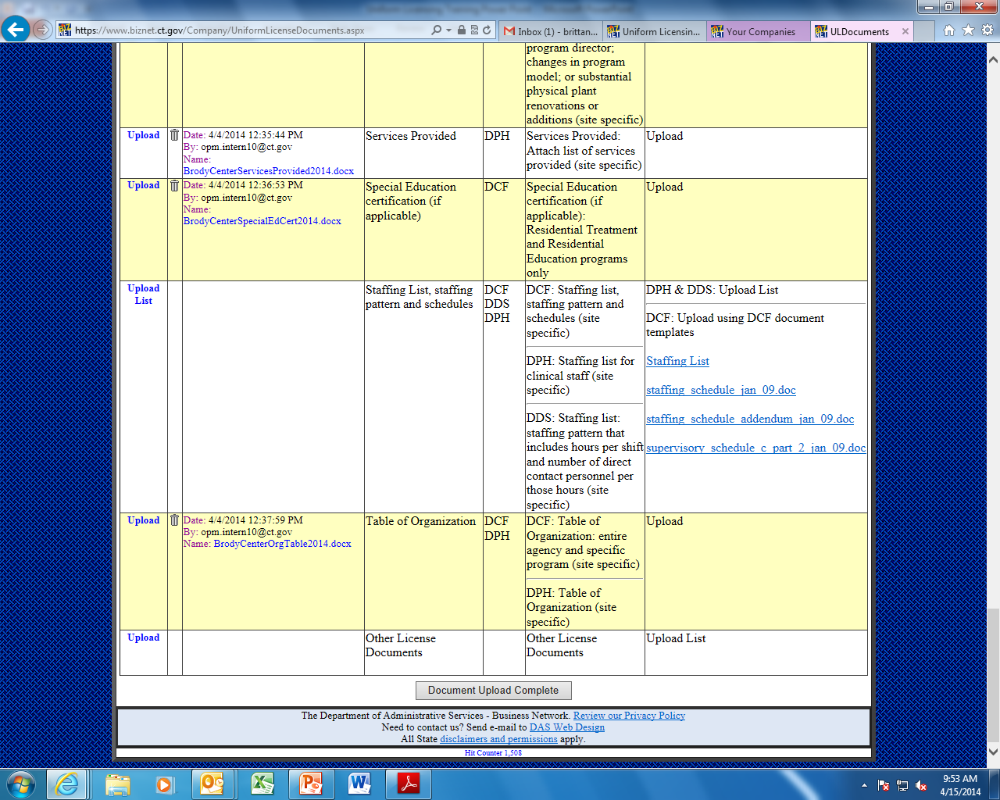 https://www.biznet.ct.gov/Company/UniformLicenseDocuments.aspx
Inbox (1) - brittan...
Uniform Licensin...
Your Companies
ULDocuments
program director;
changes in program
model; or substantial
physical plant
renovations or
additions (site specific)
Upload
Date: 4/4/2014 12:35:44 PM
By: opm.intern10@ct.gov
Name:
BrodyCenterServicesProvided2014.docx
Services Provided
DPH
Services Provided:
Attach list of services
provided (site specific)
Upload
Upload
Date: 4/4/2014 12:36:53 PM
By: opm.intern10@ct.gov
Name:
BrodyCenterSpecialEdCert2014.docx
Special Education
certification (if
applicable)
DCF
Special Education
certification (if
applicable):
Residential Treatment
and Residential
Education programs
only
Upload
Upload
List
Staffing List, staffing
pattern and schedules
DCF
DDS
DPH
DCF: Staffing list,
staffing pattern and
schedules (site
specific)
DPH: Staffing list for
clinical staff (site
specific)
DDS: Staffing list:
staffing pattern that
includes hours per shift
and number of direct
contact personnel per
those hours (site
specific)
DPH & DDS: Upload List
DCF: Upload using DCF document
templates
Staffing List
staffing_schedule_jan_09.doc
staffing_schedule_addendum_jan_09.doc
supervisory_schedule_c_part_2_jan_09.doc
Upload
Date: 4/4/2014 12:37:59 PM
By: opm.intern10@ct.gov
Name: BrodyCenterOrgTable2014.docx
Table of Organization
DCF
DPH
DCF: Table of
Organization: entire
agency and specific
program (site specific)
DPH: Table of
Organization (site
specific)
Upload
Upload
Other License
Documents
Other License
Documents
Upload List
Document Upload Complete
The Department of Administrative Services - Business Network. Review our Privacy Policy
Need to contact us? Send e-mail to DAS Web Design
All State disclaimers and permissions apply.
Hit Counter 1,508
9:53 AM
4/15/2014